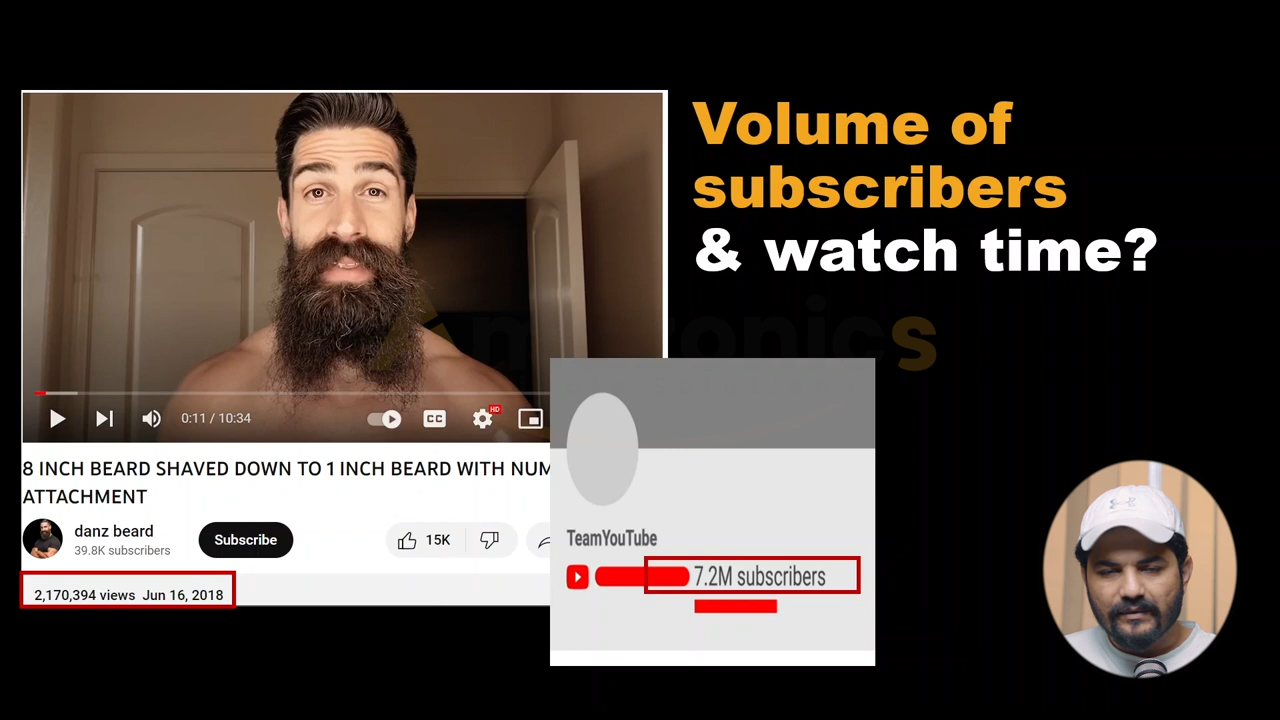 Volume of
subscribers
& watch time?
CC
HD
0:11 / 10:34
8 INCH BEARD SHAVED DOWN TO 1 INCH BEARD WITH NUM
ATTACHMENT
danz beard
39.8K subscribers
Subscribe
15K
2,170,394 views Jun 16, 2018
TeamYouTube
7.2M subscribers